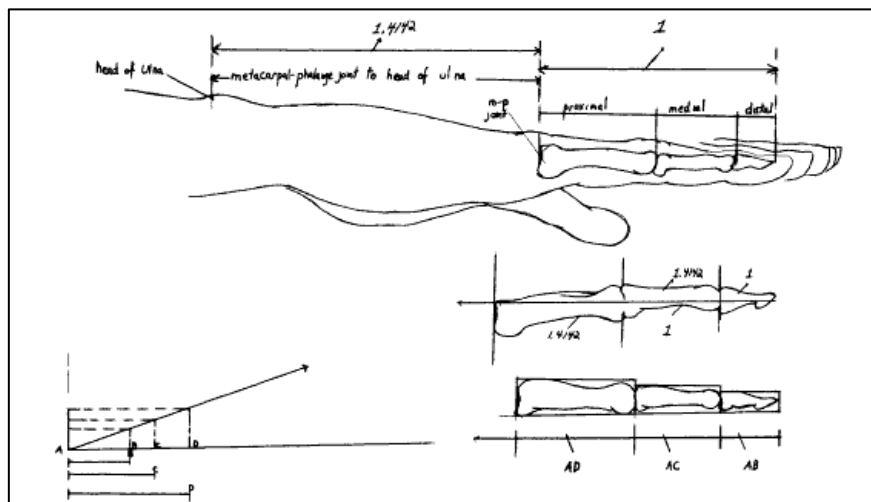 1.4142
1
head of ulna
metacarpal-phalange joint to head of ulna
m-p joint
proximal
medial
distal
1.4142
1
1.4142
1
A
B
C
D
C
D
AD
AC
AB